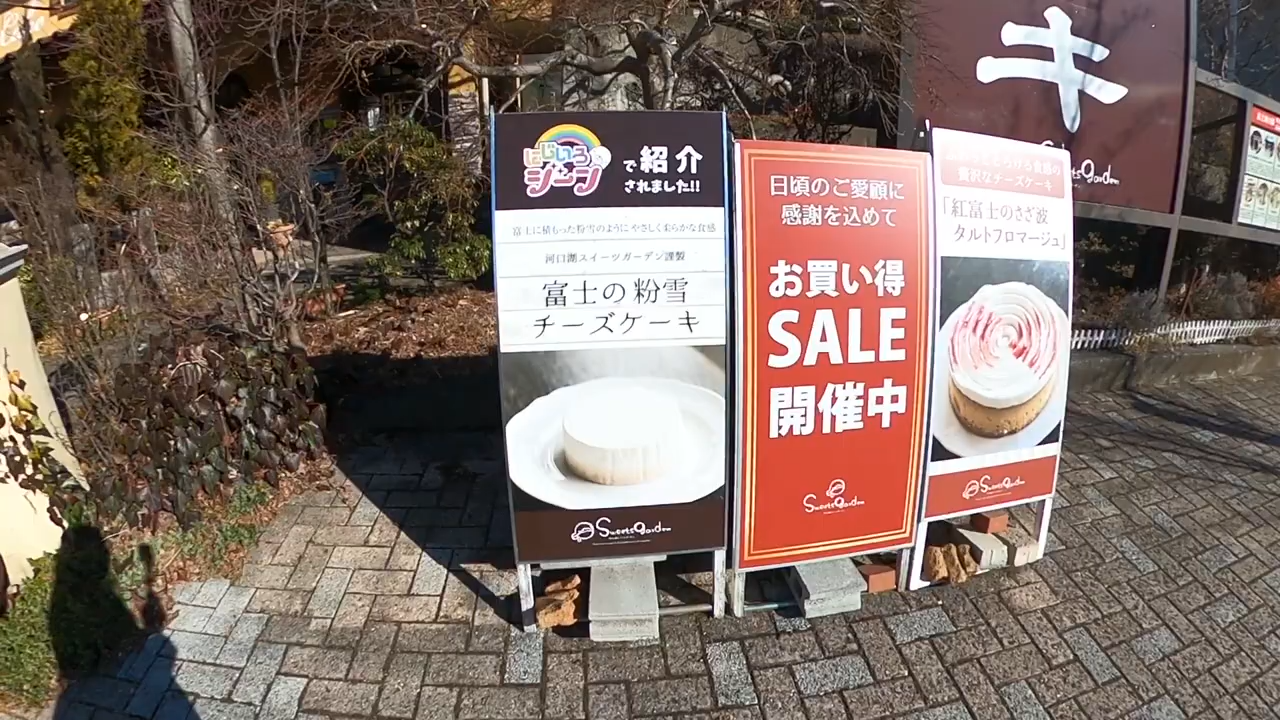 にじいろ
ジーン
で紹介
されました!!
富士に積もった粉雪のようにやさしく柔らかな食感
河口湖スイーツガーデン謹製
富士の粉雪
チーズケーキ
Sweets garden
日頃のご愛顧に
感謝を込めて
お買い得
SALE
開催中
Sweets garden
贅沢なチーズケーキ
「紅富士のさざ波
タルトフロマージュ」
Sweets garden
キ